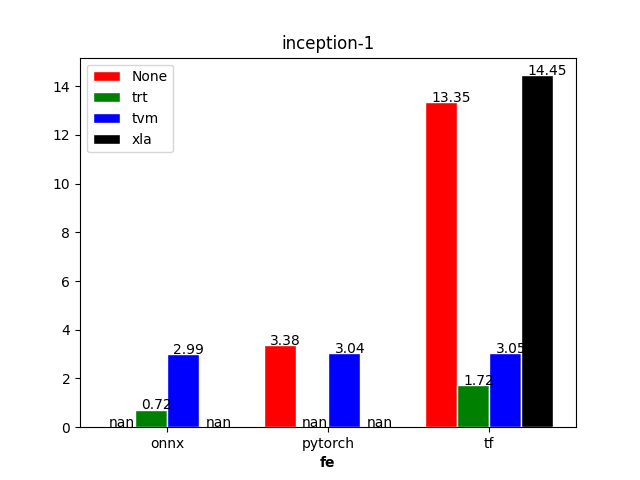 inception-1
None
trt
tvm
xla
14
12
10
8
6
4
2
0
nan
0.72
2.99
nan
3.38
nan
3.04
nan
13.35
1.72
3.05
14.45
onnx
pytorch
tf
fe